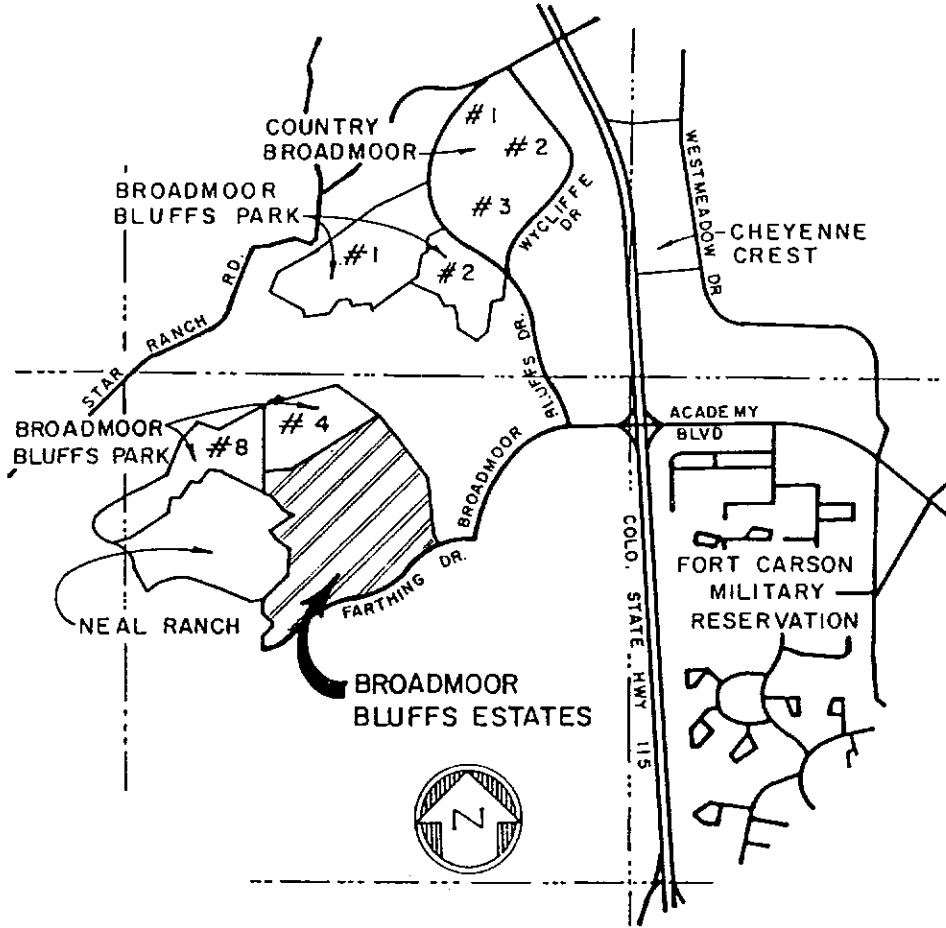 COUNTRY
BROADMOOR
#1
#2
#3
BROADMOOR
BLUFFS PARK
#1
#2
WYCLIFFE
DR
WESTMEADOW DR
CHEYENNE
CREST
STAR RANCH RD.
BROADMOOR BLUFFS DR.
ACADEMY
BLVD
BROADMOOR
BLUFFS PARK
#8
#4
COLO. STATE HWY 115
FORT CARSON
MILITARY
RESERVATION
FARTHING DR.
NEAL RANCH
BROADMOOR
BLUFFS ESTATES
N